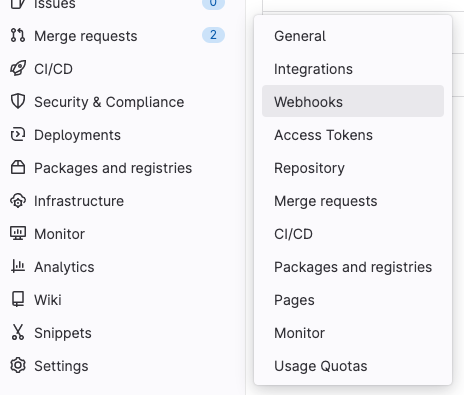 Issues 0
Merge requests 2
CI/CD
Security & Compliance
Deployments
Packages and registries
Infrastructure
Monitor
Analytics
Wiki
Snippets
Settings
General
Integrations
Webhooks
Access Tokens
Repository
Merge requests
CI/CD
Packages and registries
Pages
Monitor
Usage Quotas